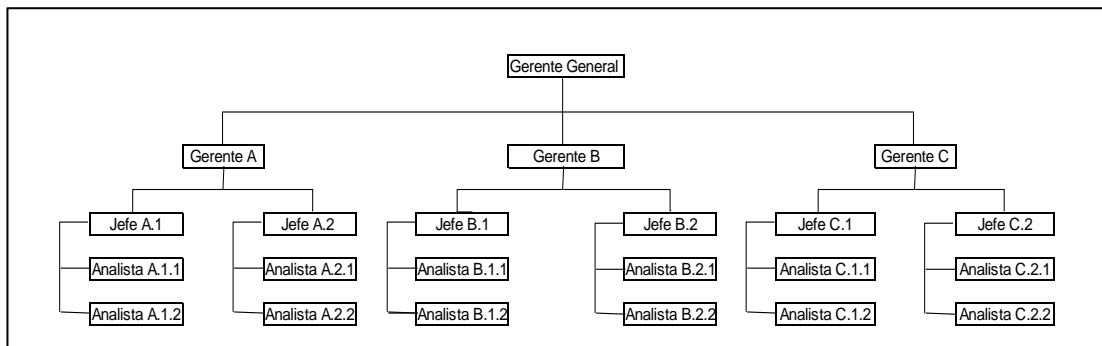 Gerente General
Gerente A
Gerente B
Gerente C
Jefe A.1
Jefe A.2
Jefe B.1
Jefe B.2
Jefe C.1
Jefe C.2
Analista A.1.1
Analista A.2.1
Analista B.1.1
Analista B.2.1
Analista C.1.1
Analista C.2.1
Analista A.1.2
Analista A.2.2
Analista B.1.2
Analista B.2.2
Analista C.1.2
Analista C.2.2